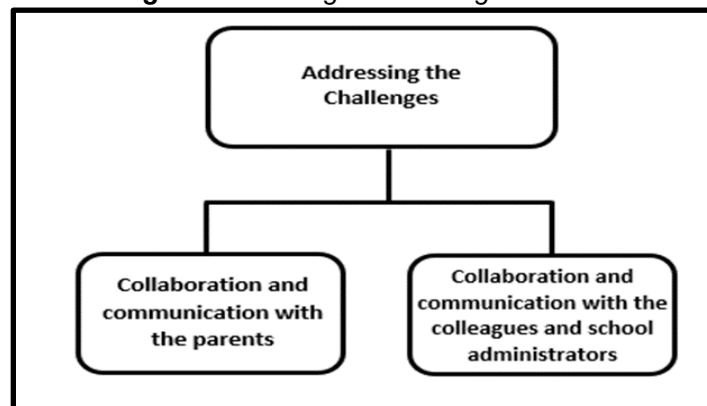 Addressing the
Challenges
Collaboration and
communication with
the parents
Collaboration and
communication with the
colleagues and school
administrators